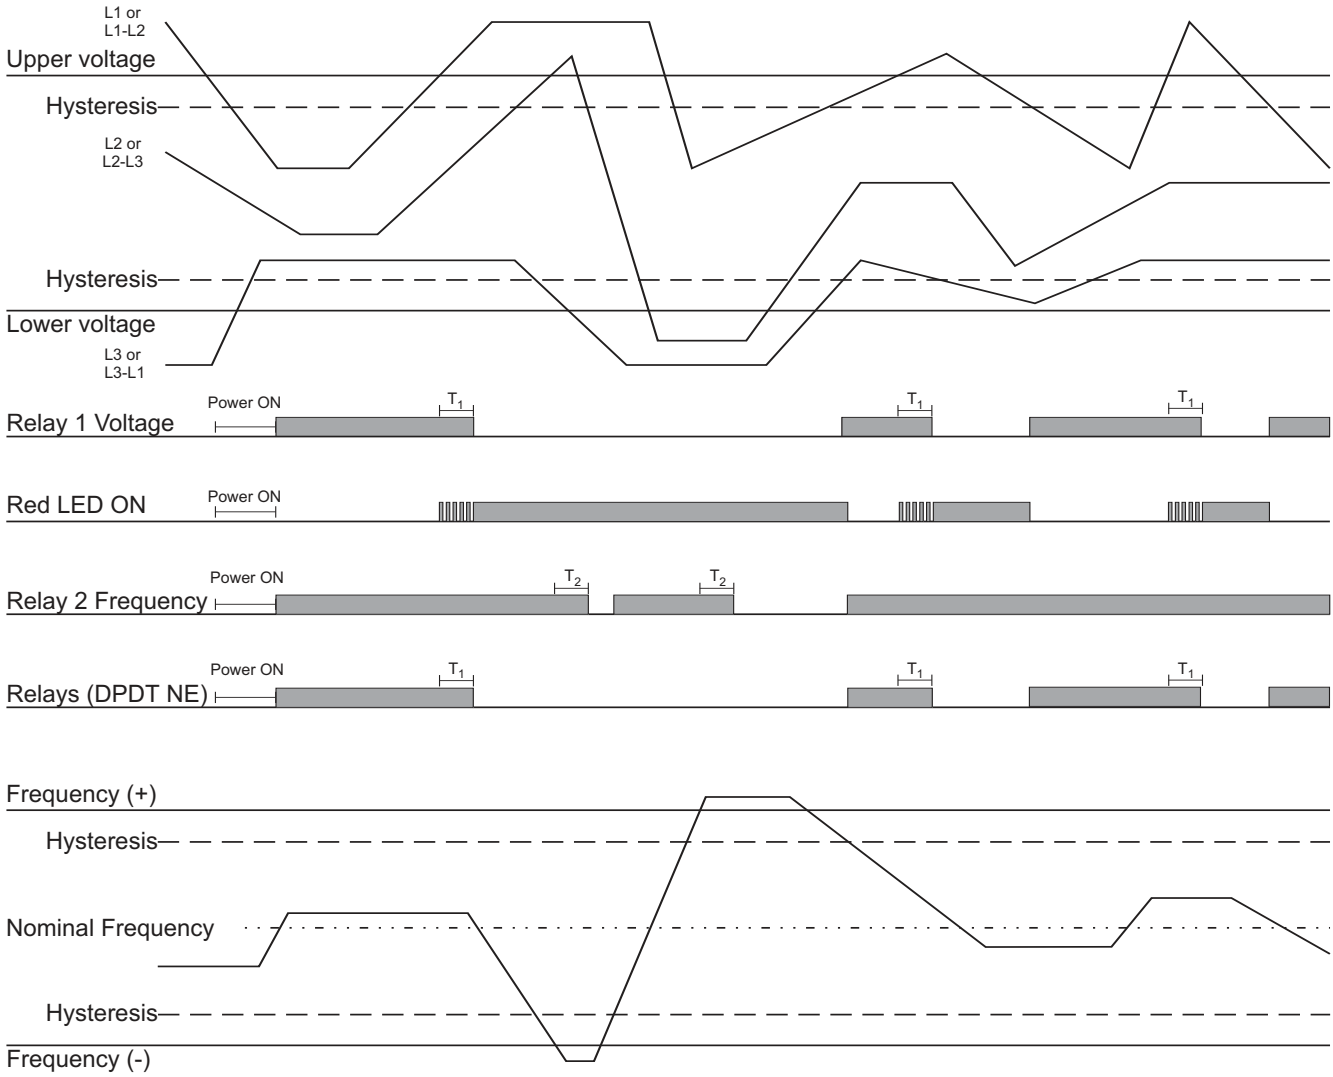 L1 or
L1-L2
Upper voltage
Hysteresis
L2 or
L2-L3
Hysteresis
Lower voltage
L3 or
L3-L1
Power ON
T1
T1
T1
Relay 1 Voltage
Power ON
Red LED ON
Power ON
T2
T2
Relay 2 Frequency
Power ON
T1
T1
T1
Relays (DPDT NE)
Frequency (+)
Hysteresis
Nominal Frequency
Hysteresis
Frequency (-)